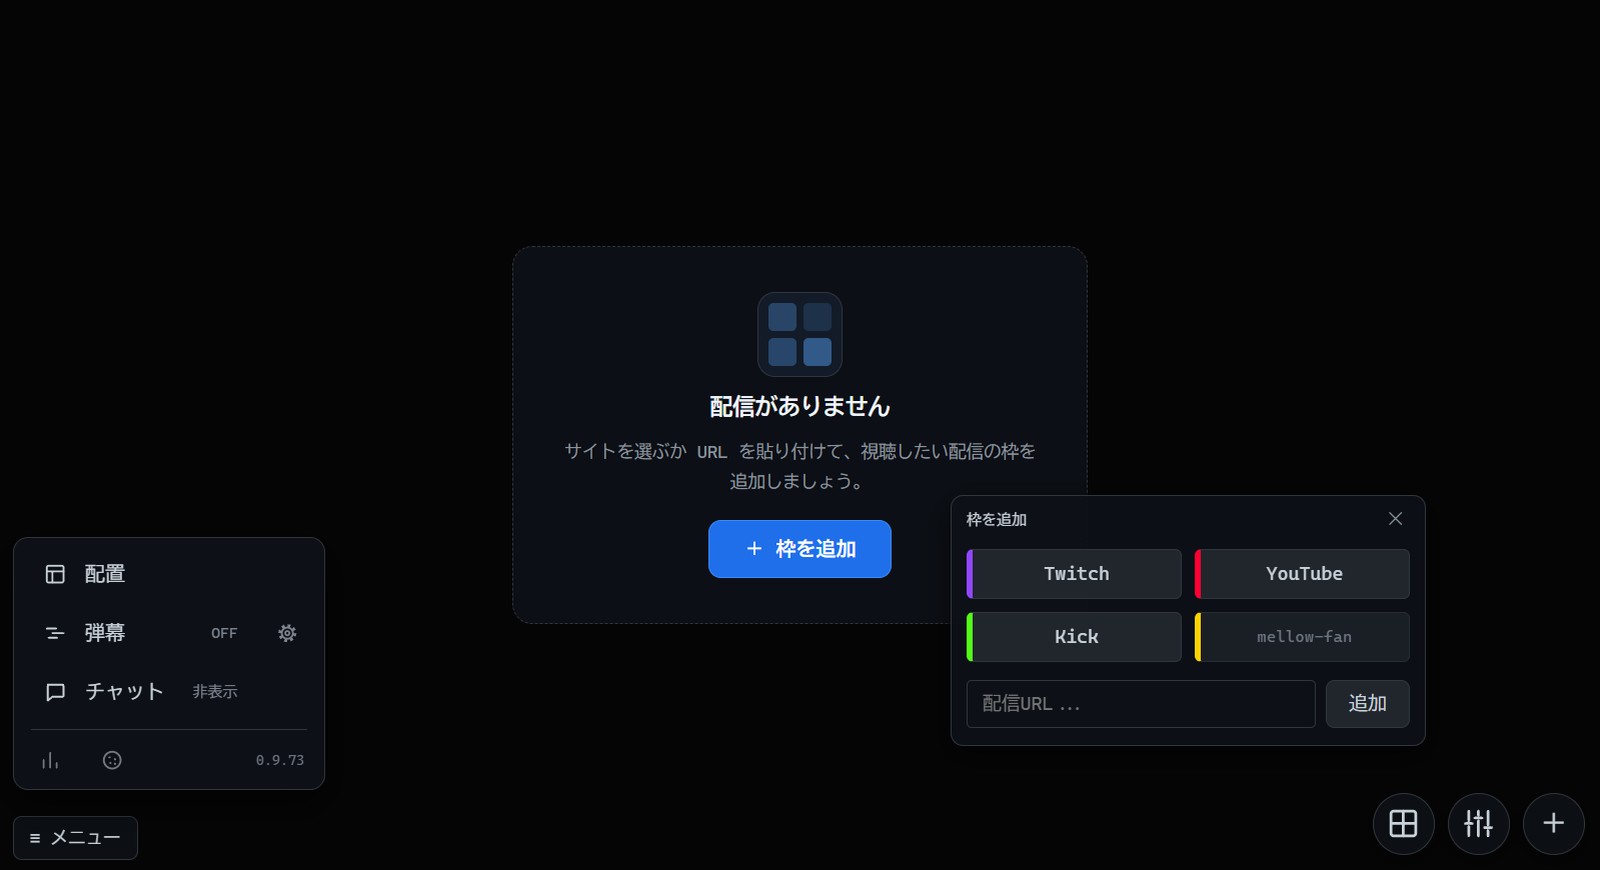 配信がありません
サイトを選ぶか URL を貼り付けて、視聴したい配信の枠を
追加しましょう。
+ 枠を追加
枠を追加
Twitch
YouTube
Kick
mellow-fan
配信URL ...
追加
配置
弾幕 OFF
チャット 非表示
0.9.73
≡ メニュー